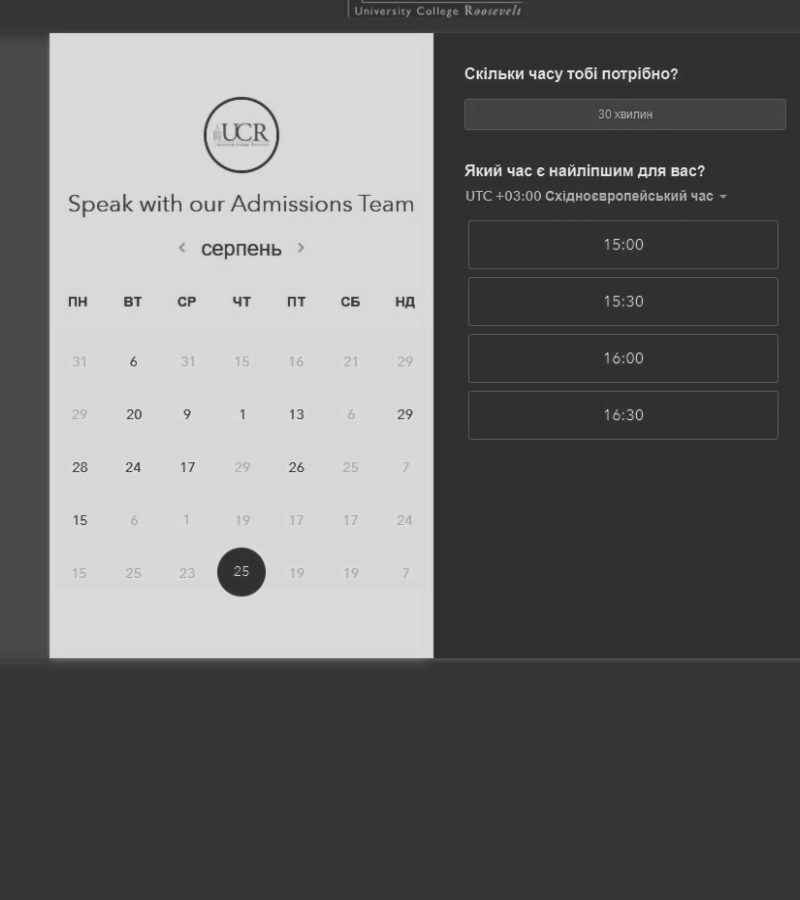 University College Roosevelt
UCR
University College Roosevelt
Speak with our Admissions Team
серпень
ПН ВТ СР ЧТ ПТ СБ НД
31 6 31 15 16 21 29
29 20 9 1 13 6 29
28 24 17 29 26 25 7
15 6 1 19 17 17 24
15 25 23 25 19 19 7
Скільки часу тобі потрібно?
30 хвилин
Який час є найліпшим для вас?
UTC +03:00 Східноєвропейський час
15:00
15:30
16:00
16:30